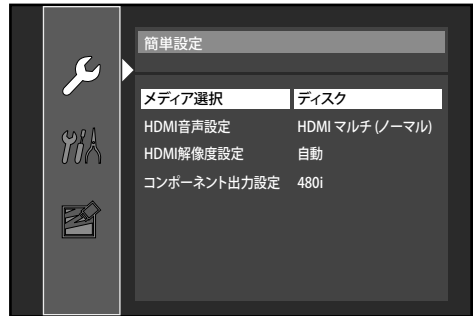 簡単設定
メディア選択 ディスク
HDMI音声設定 HDMI マルチ (ノーマル)
HDMI解像度設定 自動
コンポーネント出力設定 480i